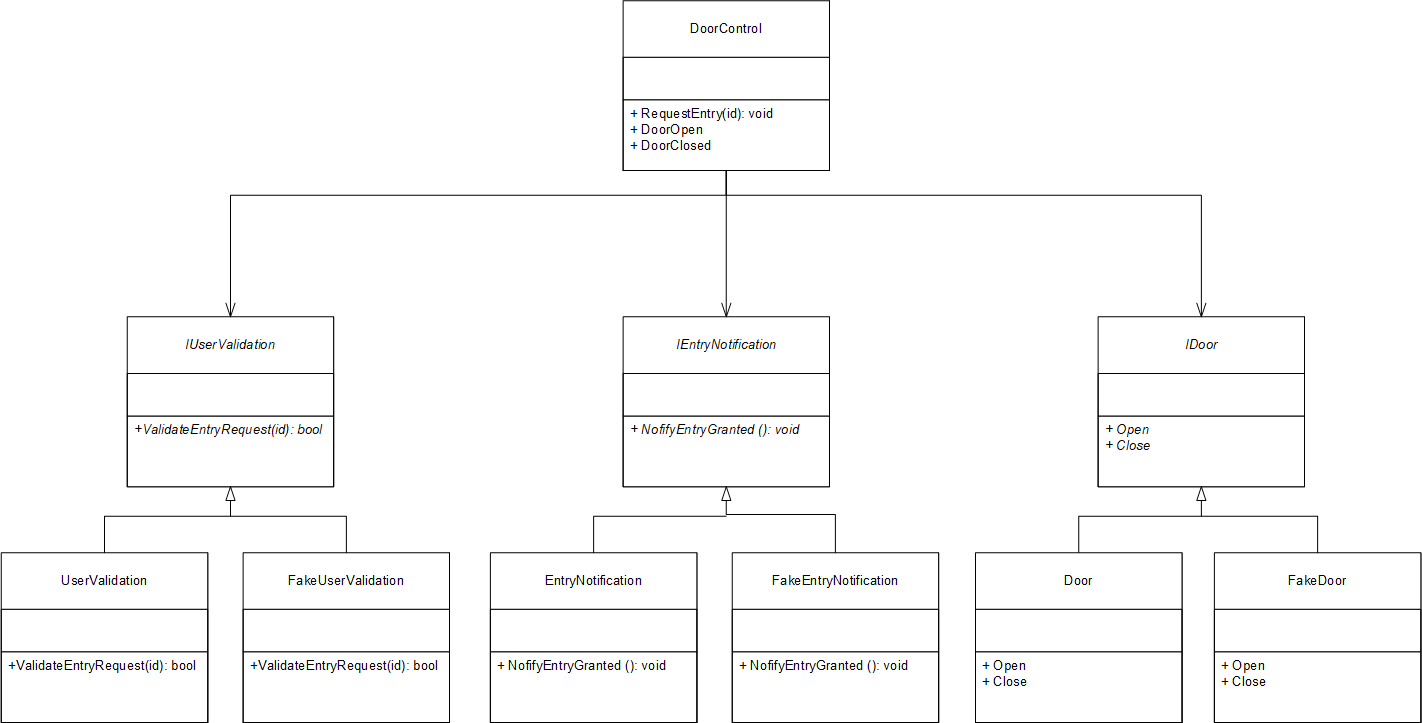 DoorControl
+ RequestEntry(id): void
+ DoorOpen
+ DoorClosed
IUserValidation
+ValidateEntryRequest(id): bool
IEntryNotification
+ NofifyEntryGranted (): void
IDoor
+ Open
+ Close
UserValidation
+ValidateEntryRequest(id): bool
FakeUserValidation
+ValidateEntryRequest(id): bool
EntryNotification
+ NofifyEntryGranted (): void
FakeEntryNotification
+ NofifyEntryGranted (): void
Door
+ Open
+ Close
FakeDoor
+ Open
+ Close